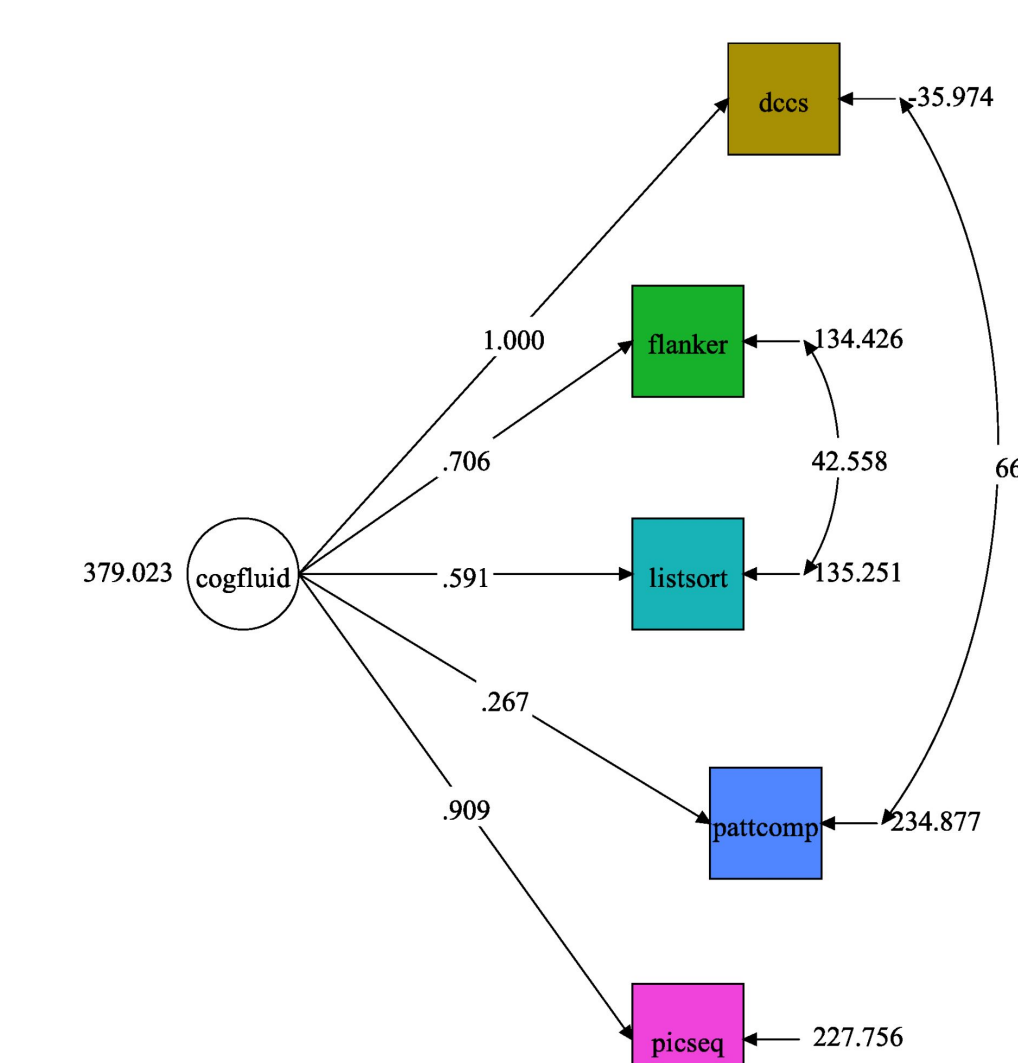 dccs
-35.974
1.000
flanker
134.426
.706
42.558
66
379.023
cogfluid
.591
listsort
135.251
.267
.909
pattcomp
234.877
picseq
227.756